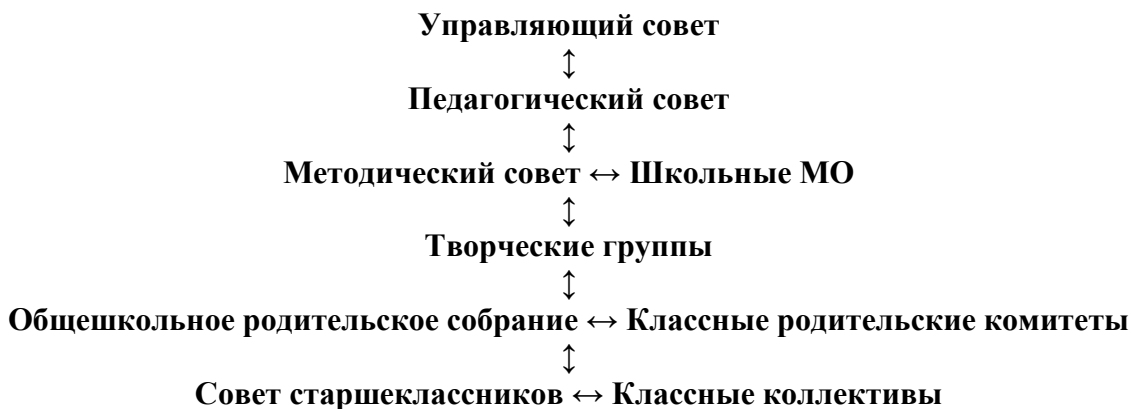 Управляющий совет
↕
Педагогический совет
↕
Методический совет ↔ Школьные МО
↕
Творческие группы
↕
Общешкольное родительское собрание ↔ Классные родительские комитеты
↕
Совет старшеклассников ↔ Классные коллективы